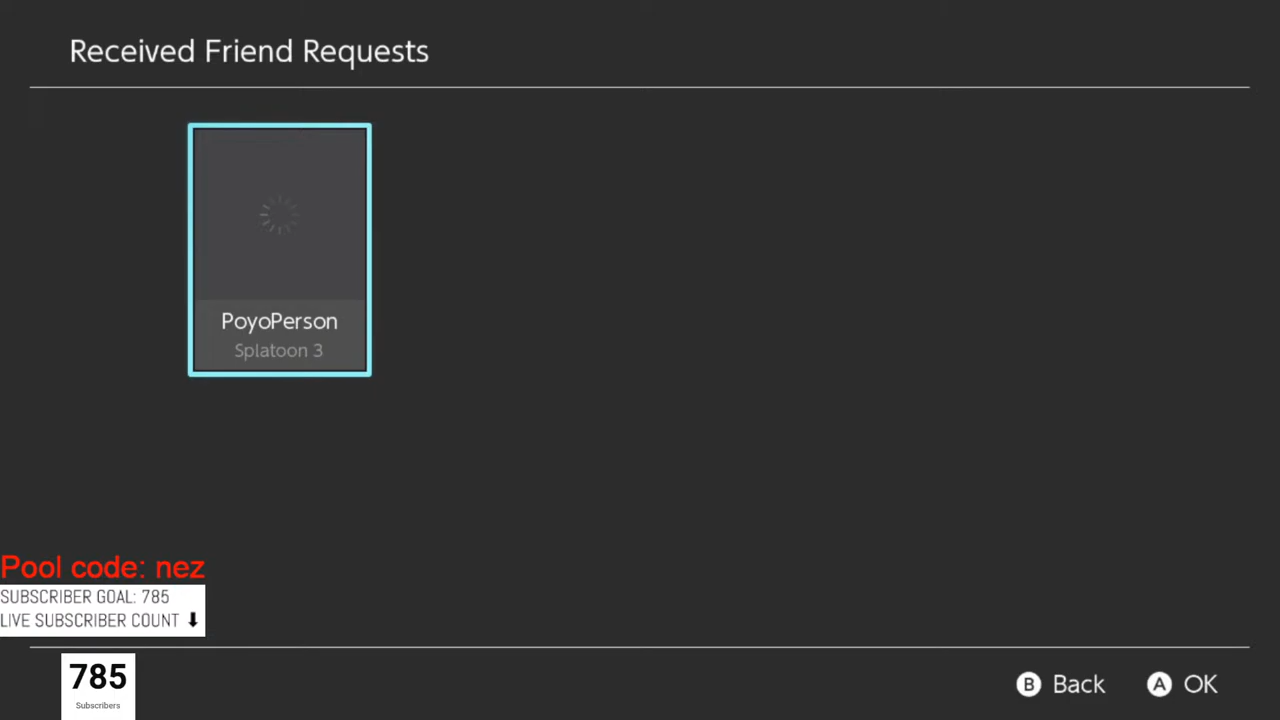 Received Friend Requests
PoyoPerson
Splatoon 3
Pool code: nez
SUBSCRIBER GOAL: 785
LIVE SUBSCRIBER COUNT ⬇
785
Subscribers
B Back A OK